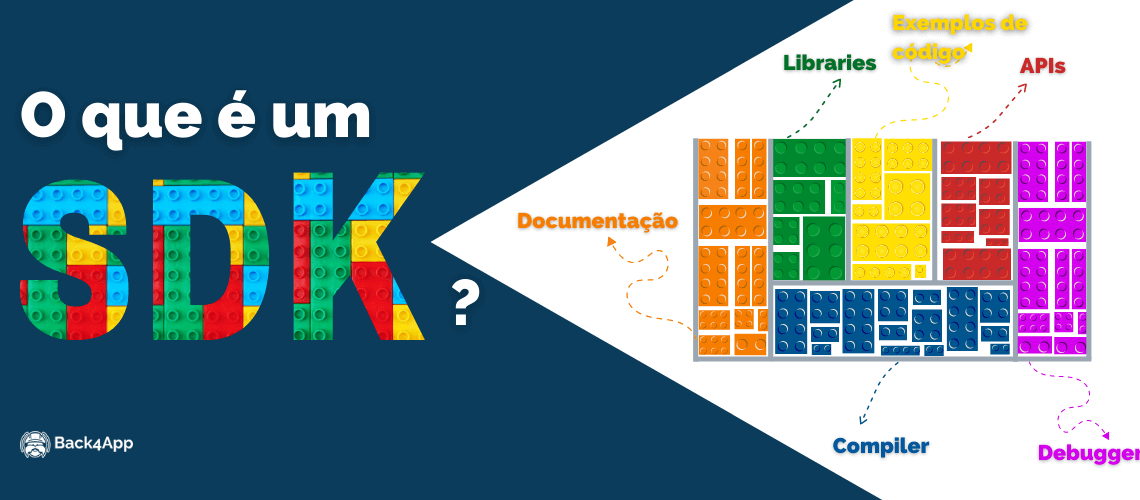 O que é um
SDK
?
Back4App
Documentação
Libraries
Exemplos de
código
APIs
Compiler
Debugger